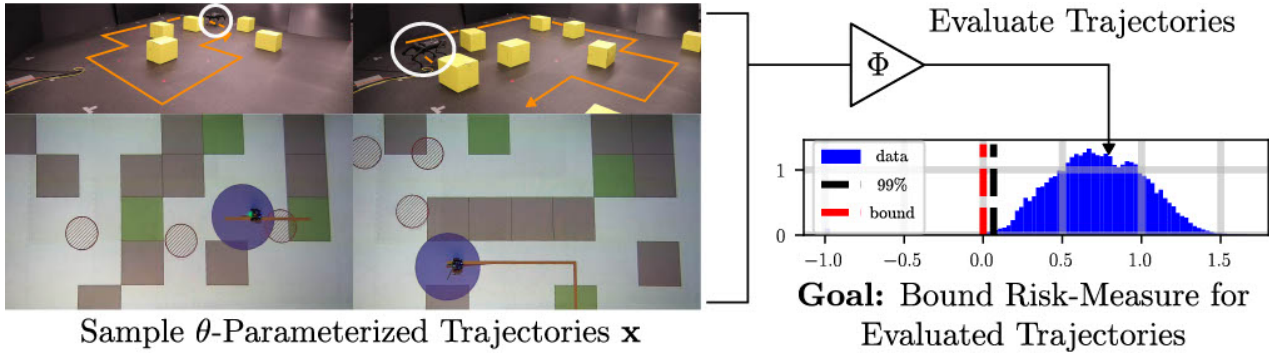 Evaluate Trajectories
Φ
data
99%
bound
1
0
−1.0 −0.5 0.0 0.5 1.0 1.5
Goal: Bound Risk-Measure for
Evaluated Trajectories
Sample θ-Parameterized Trajectories x